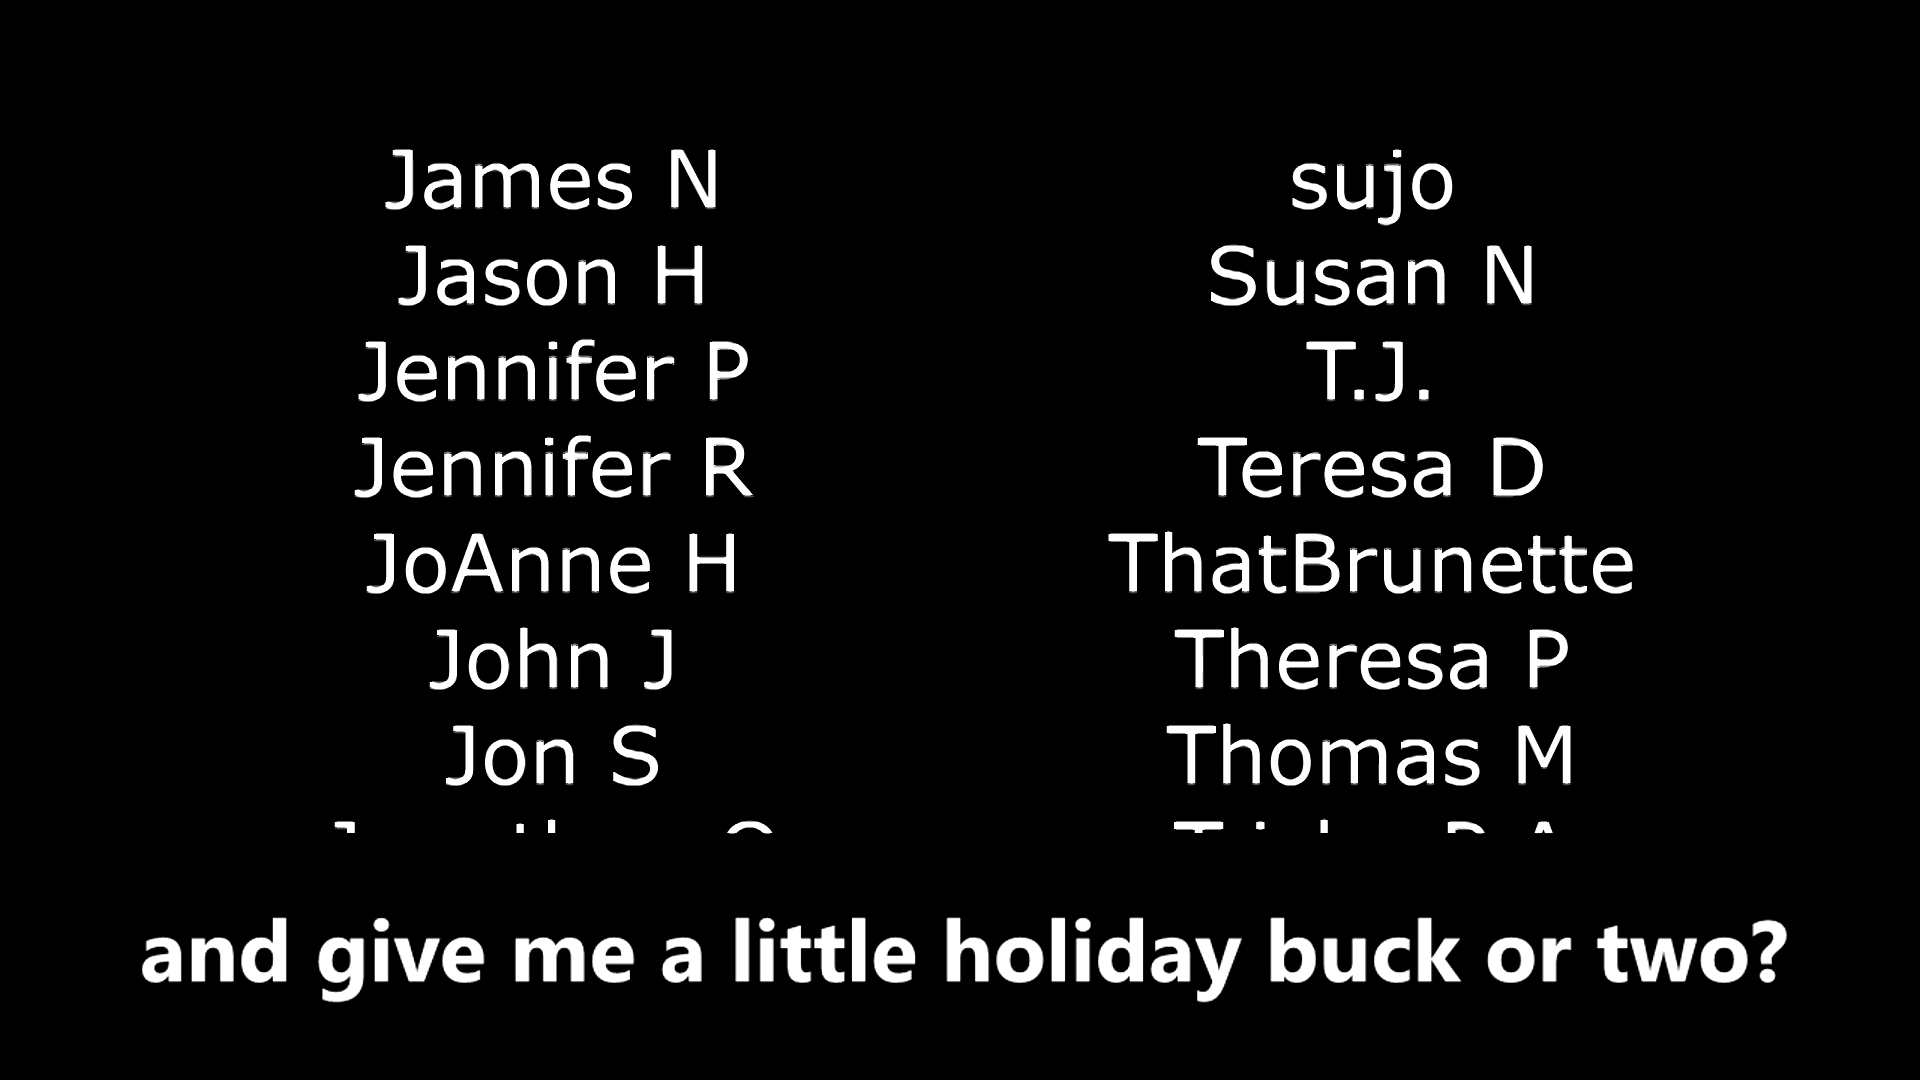 James N
Jason H
Jennifer P
Jennifer R
JoAnne H
John J
Jon S
sujo
Susan N
T.J.
Teresa D
ThatBrunette
Theresa P
Thomas M
and give me a little holiday buck or two?